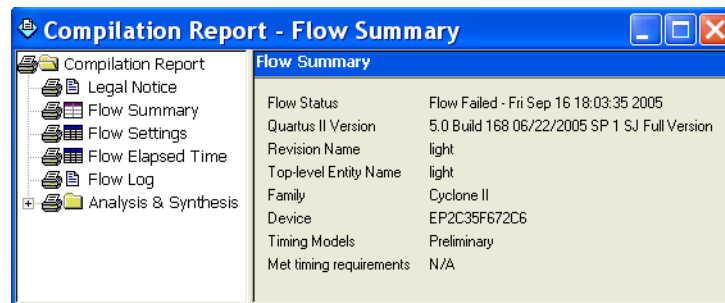 Compilation Report - Flow Summary
Compilation Report
Legal Notice
Flow Summary
Flow Settings
Flow Elapsed Time
Flow Log
Analysis & Synthesis
Flow Summary
Flow Status Flow Failed - Fri Sep 16 18:03:35 2005
Quartus II Version 5.0 Build 168 06/22/2005 SP 1 SJ Full Version
Revision Name light
Top-level Entity Name light
Family Cyclone II
Device EP2C35F672C6
Timing Models Preliminary
Met timing requirements N/A